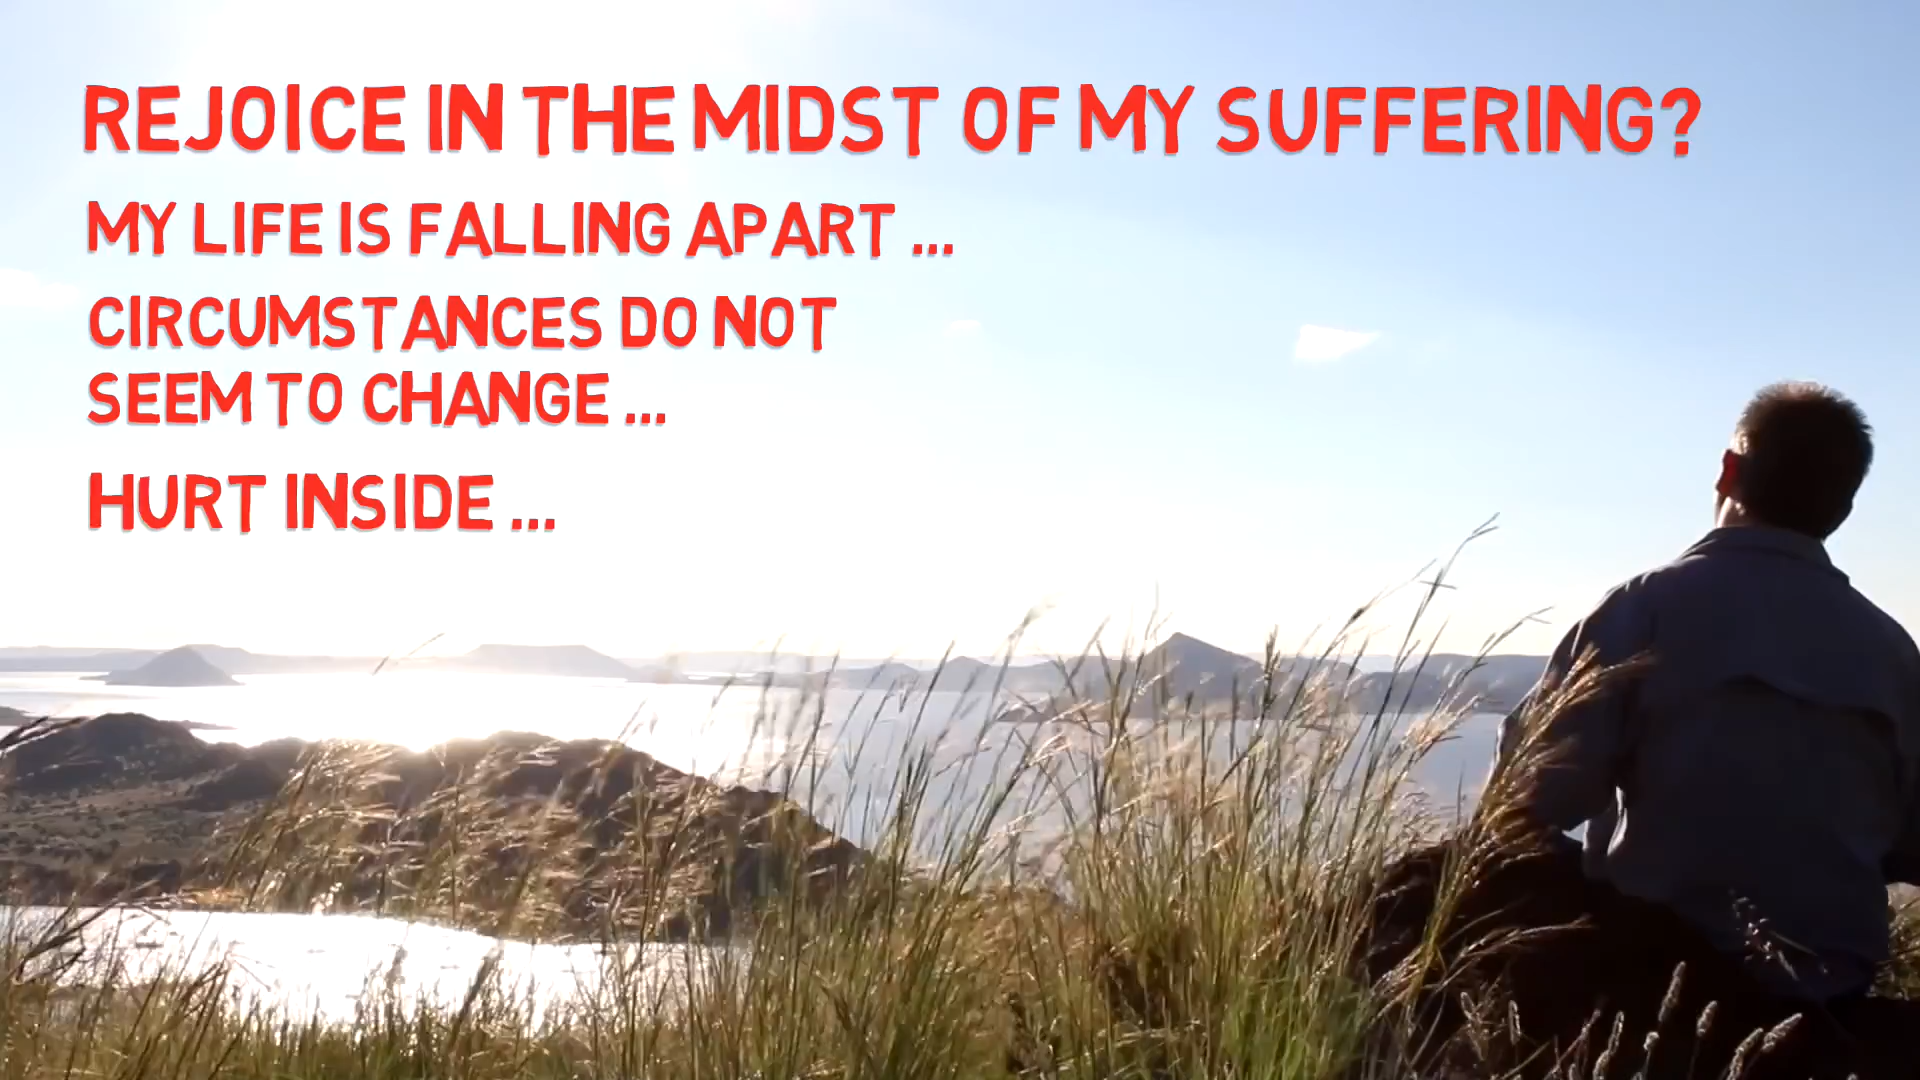 REJOICE IN THE MIDST OF MY SUFFERING?
MY LIFE IS FALLING APART ...
CIRCUMSTANCES DO NOT
SEEM TO CHANGE ...
HURT INSIDE ...